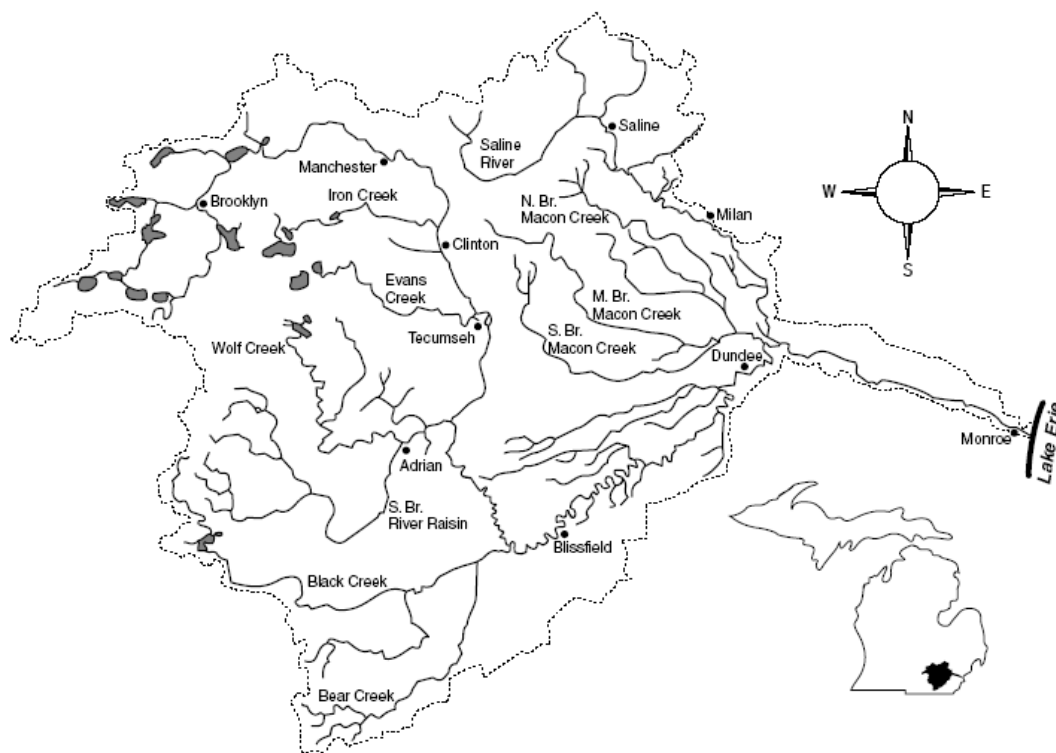 N
W
E
S
Saline
Saline
River
Manchester
Iron Creek
Brooklyn
N. Br.
Macon Creek
Milan
Clinton
Evans
Creek
M. Br.
Macon Creek
Tecumseh
S. Br.
Macon Creek
Wolf Creek
Dundee
Monroe
Lake Erie
Adrian
S. Br.
River Raisin
Blissfield
Black Creek
Bear Creek